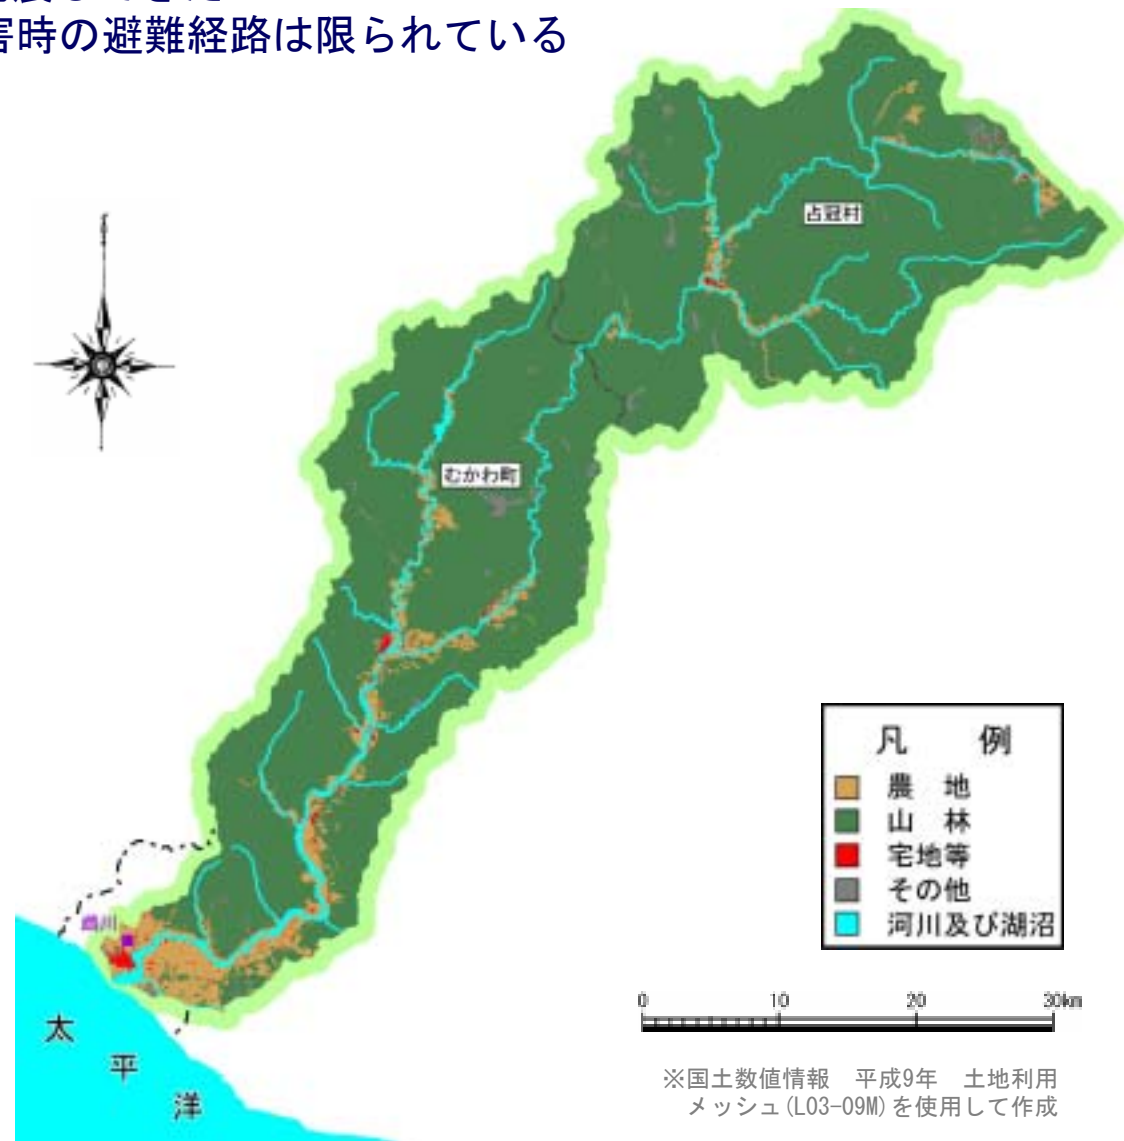 害時の避難経路は限られている
占冠村
むかわ町
凡 例
農 地
山 林
宅地等
その他
河川及び湖沼
鵡川
0 10 20 30km
太
平
洋
※国土数値情報 平成9年 土地利用
メッシュ(L03-09M)を使用して作成